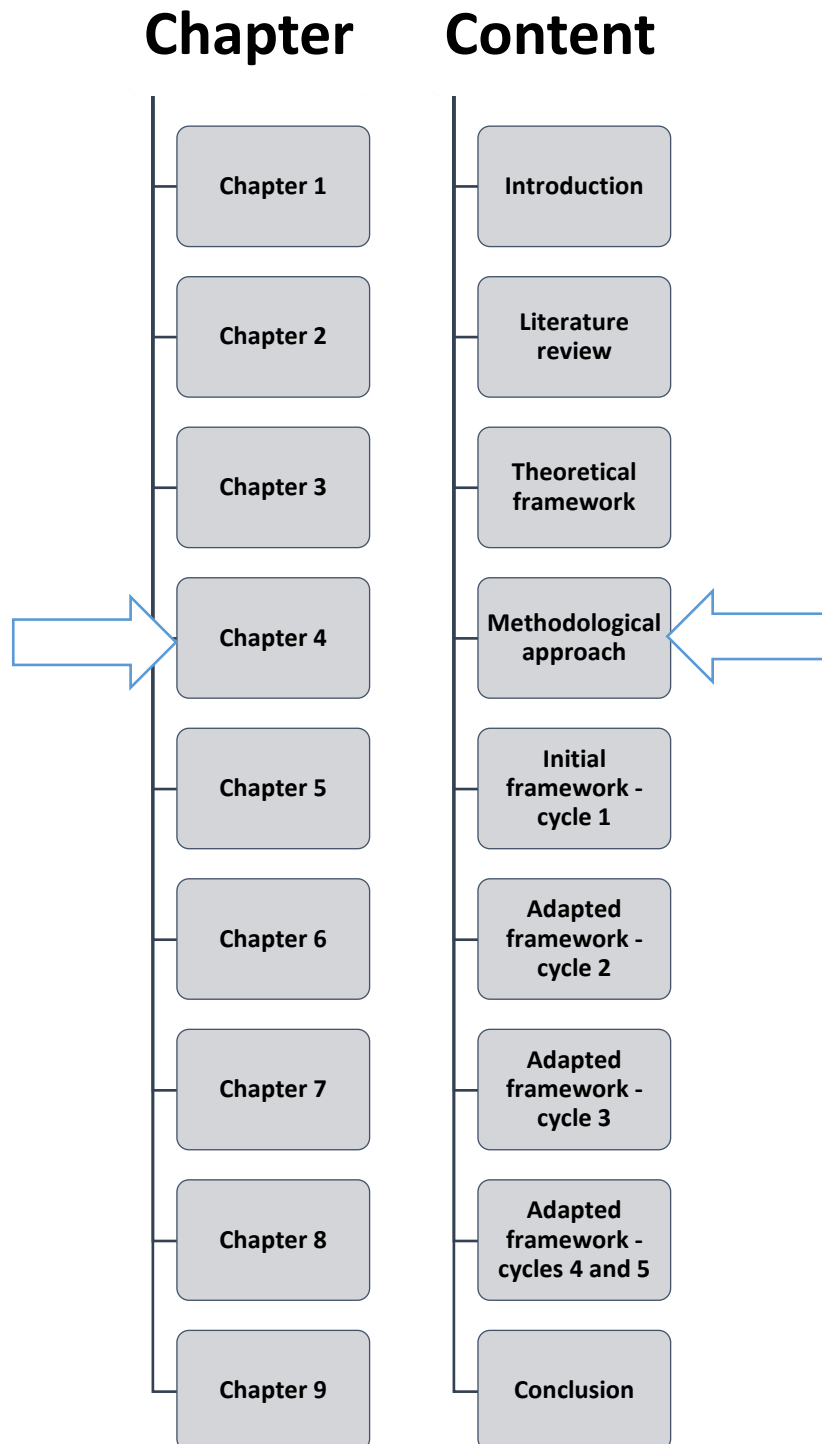 Chapter Content
Chapter 1
Introduction
Chapter 2
Literature
review
Chapter 3
Theoretical
framework
Chapter 4
Methodological
approach
Chapter 5
Initial
framework -
cycle 1
Chapter 6
Adapted
framework -
cycle 2
Chapter 7
Adapted
framework -
cycle 3
Chapter 8
Adapted
framework -
cycles 4 and 5
Chapter 9
Conclusion